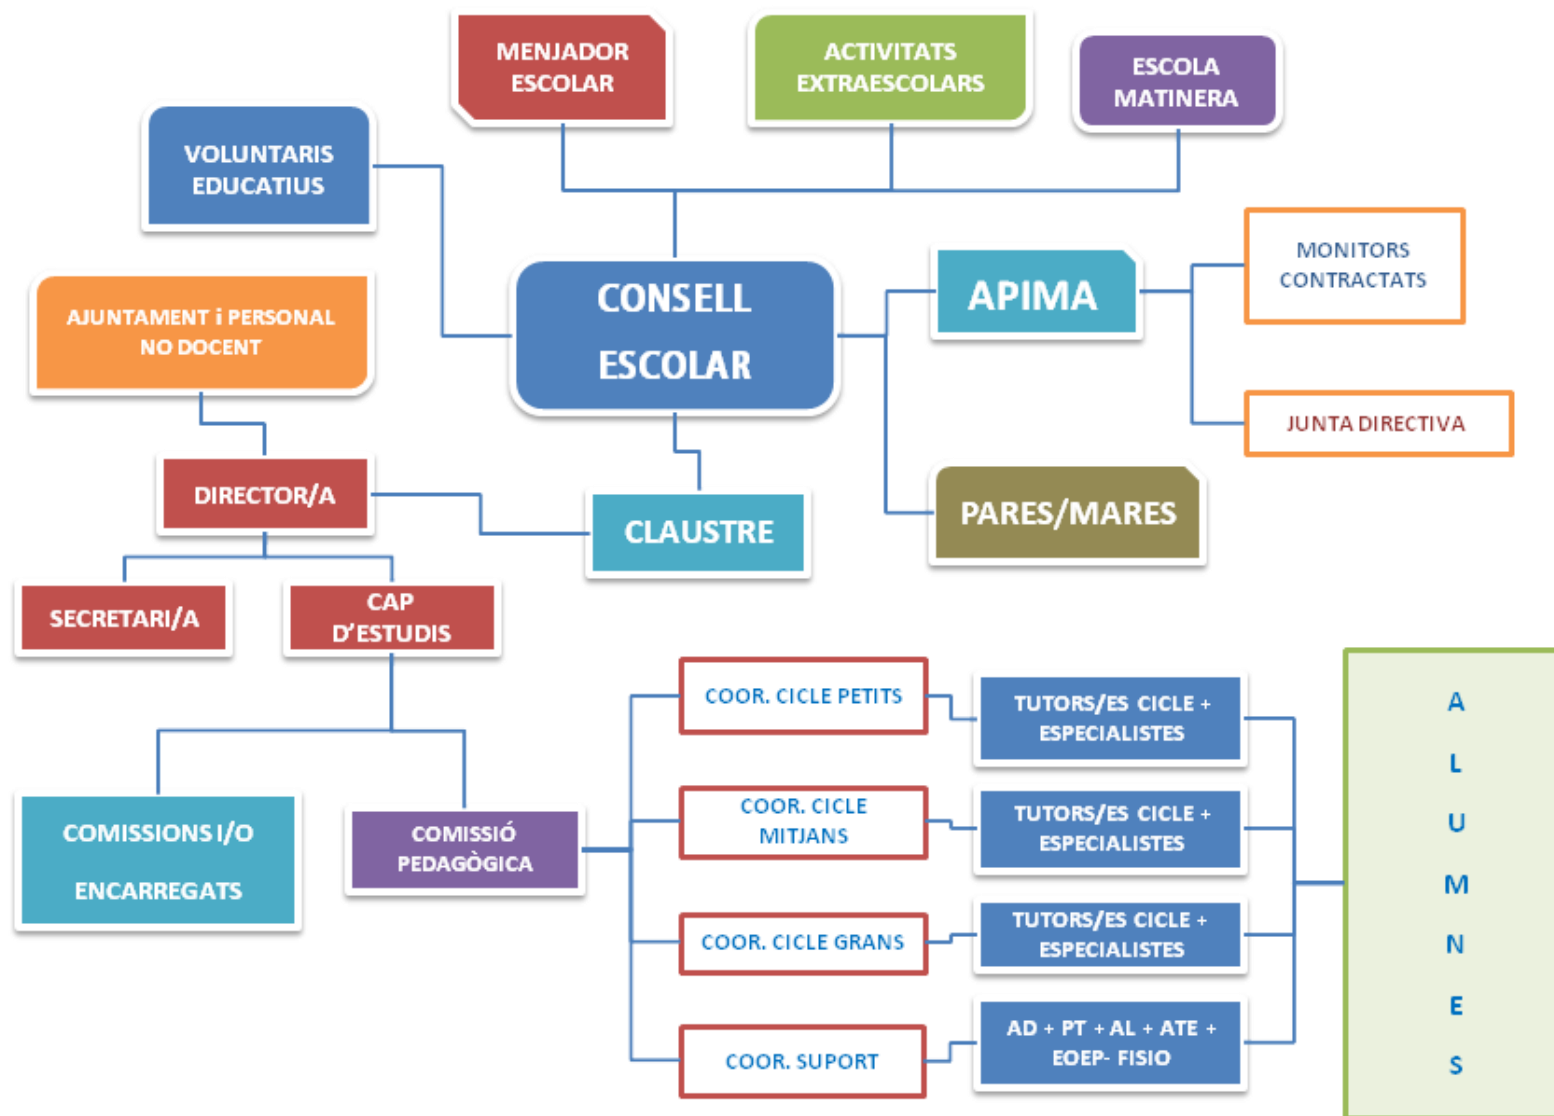 MENJADOR
ESCOLAR
ACTIVITATS
EXTRAESCOLARS
ESCOLA
MATINERA
VOLUNTARIS
EDUCATIUS
CONSELL
ESCOLAR
APIMA
MONITORS
CONTRACTATS
AJUNTAMENT i PERSONAL
NO DOCENT
JUNTA DIRECTIVA
DIRECTOR/A
CLAUSTRE
PARES/MARES
SECRETARI/A
CAP
D'ESTUDIS
COMISSIONS I/O
ENCARREGATS
COMISSIÓ
PEDAGÒGICA
COOR. CICLE PETITS
TUTORS/ES CICLE +
ESPECIALISTES
COOR. CICLE
MITJANS
TUTORS/ES CICLE +
ESPECIALISTES
COOR. CICLE GRANS
TUTORS/ES CICLE +
ESPECIALISTES
COOR. SUPORT
AD + PT + AL + ATE +
EOEP- FISIO
A
L
U
M
N
E
S